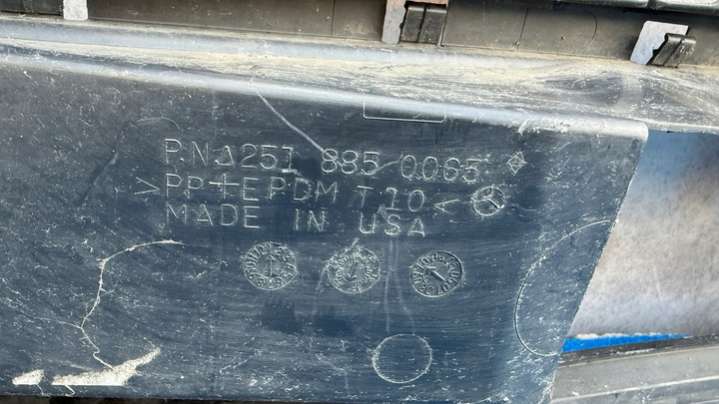 P.N A251 885 0065
>PP+EPDM T10<
MADE IN USA